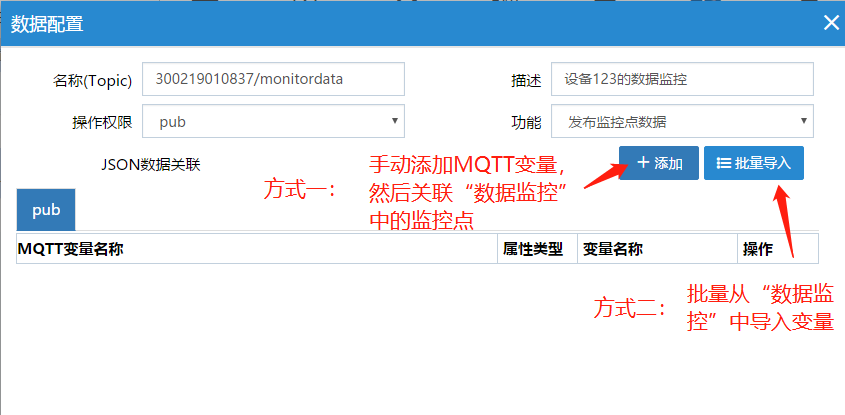 数据配置
名称(Topic) 300219010837/monitordata 描述 设备123的数据监控
操作权限 pub 功能 发布监控点数据
JSON数据关联 添加 批量导入
方式一： 手动添加MQTT变量，
然后关联“数据监控”
中的监控点
pub
MQTT变量名称 属性类型 变量名称 操作
方式二： 批量从“数据监
控”中导入变量